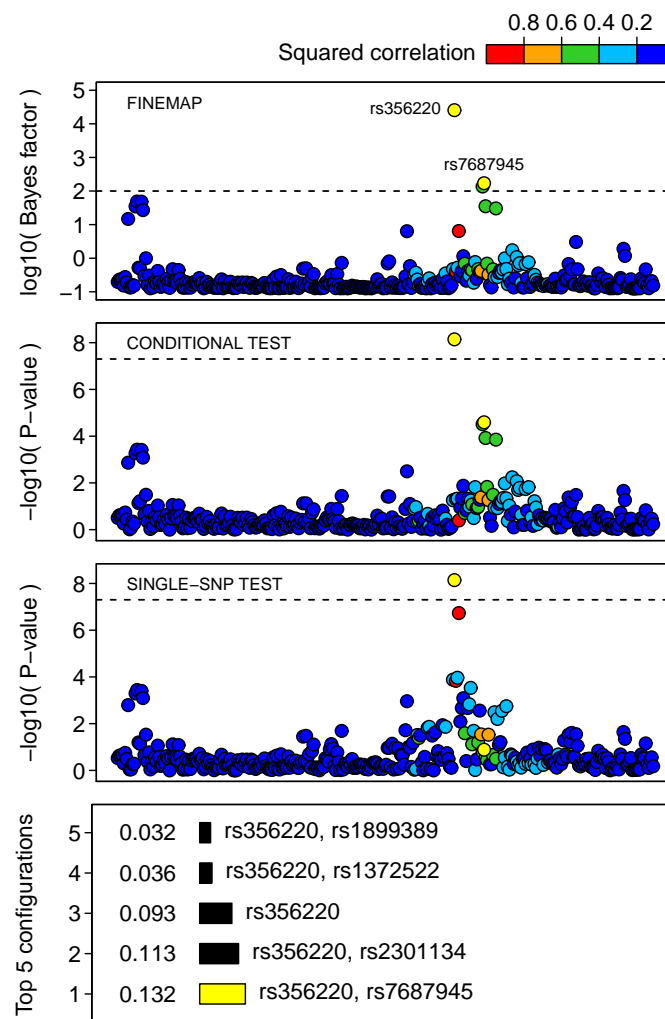 0.8 0.6 0.4 0.2
Squared correlation
log10( Bayes factor )
5
4
3
2
1
0
−1
FINEMAP
rs356220
rs7687945
−log10( P−value )
8
6
4
2
0
CONDITIONAL TEST
−log10( P−value )
8
6
4
2
0
SINGLE−SNP TEST
Top 5 configurations
5 0.032 rs356220, rs1899389
4 0.036 rs356220, rs1372522
3 0.093 rs356220
2 0.113 rs356220, rs2301134
1 0.132 rs356220, rs7687945